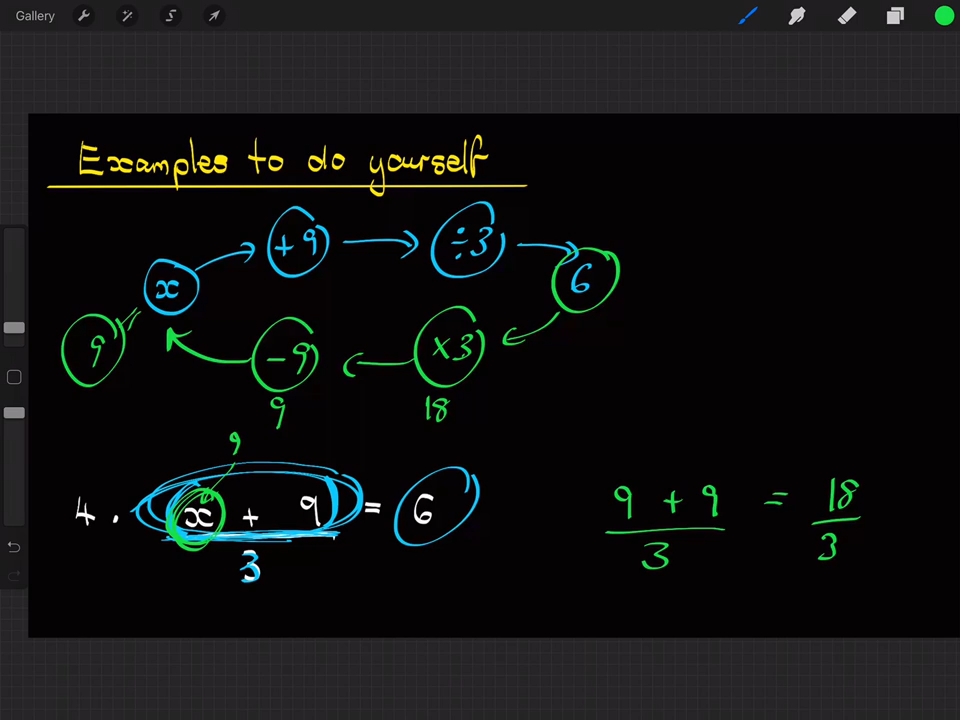 Gallery
Examples to do yourself
x +9 ÷3 6
9 -9 ×3
9 18
9
4. x + 9 = 6
3
9 + 9 = 18
3 3